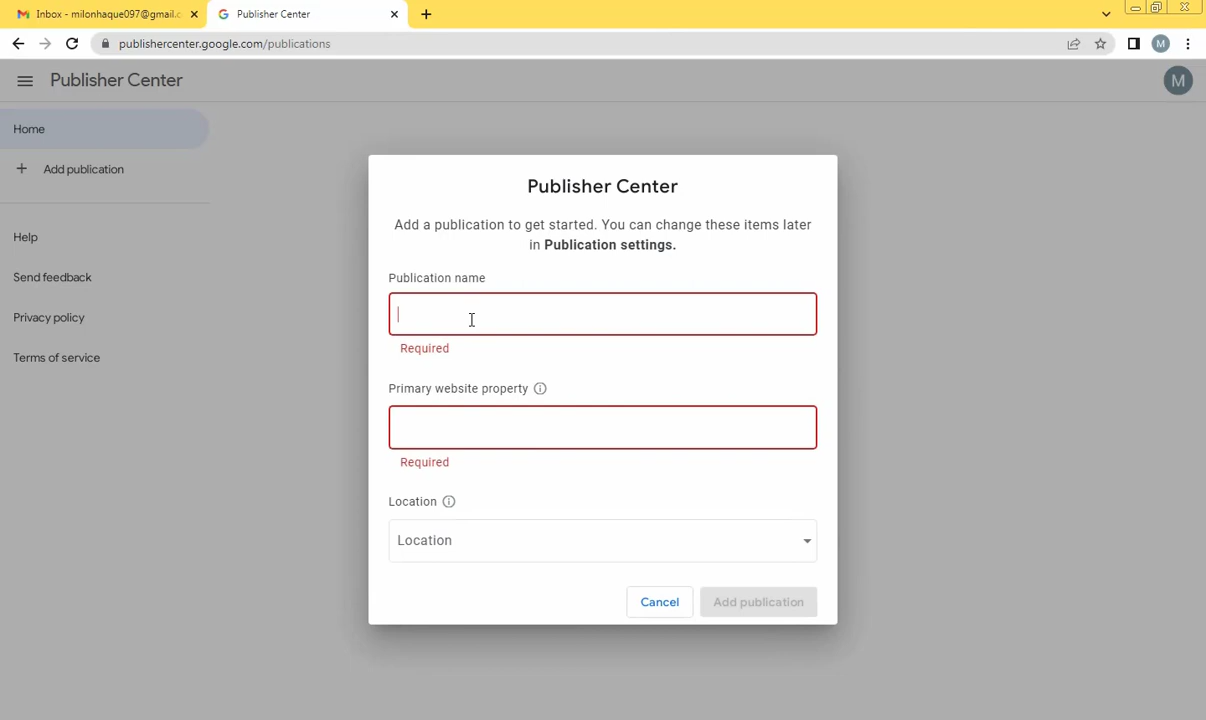 Inbox - milonhaque097@gmail.c
Publisher Center
publishercenter.google.com/publications
M
Publisher Center
M
Home
Add publication
Help
Send feedback
Privacy policy
Terms of service
Publisher Center
Add a publication to get started. You can change these items later
in Publication settings.
Publication name
Required
Primary website property
Required
Location
Location
Cancel
Add publication